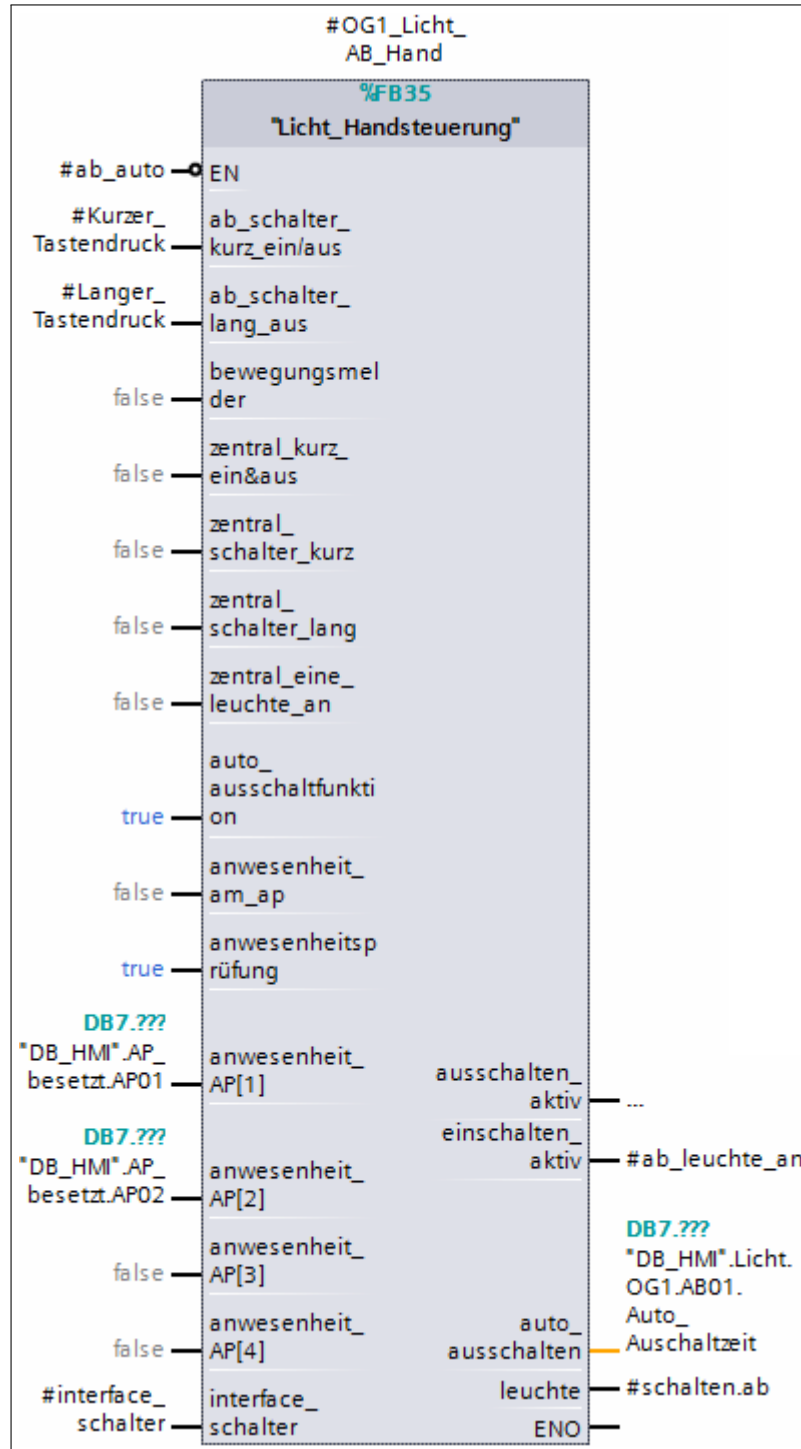 #OG1_Licht_
AB_Hand
%FB35
"Licht_Handsteuerung"
#ab_auto
EN
#Kurzer_
Tastendruck
ab_schalter_
kurz_ein/aus
#Langer_
Tastendruck
ab_schalter_
lang_aus
false
bewegungsmel
der
false
zentral_kurz_
ein&aus
false
zentral_
schalter_kurz
false
zentral_
schalter_lang
false
zentral_eine_
leuchte_an
true
auto_
ausschaltfunkti
on
false
anwesenheit_
am_ap
true
anwesenheitsp
rüfung
DB7.???
"DB_HMI".AP_
besetzt.AP01
anwesenheit_
AP[1]
ausschalten_
aktiv
...
DB7.???
"DB_HMI".AP_
besetzt.AP02
anwesenheit_
AP[2]
einschalten_
aktiv
#ab_leuchte_an
false
anwesenheit_
AP[3]
false
anwesenheit_
AP[4]
auto_
ausschalten
DB7.???
"DB_HMI".Licht.
OG1.AB01.
Auto_
Auschaltzeit
#interface_
schalter
interface_
schalter
leuchte
#schalten.ab
ENO